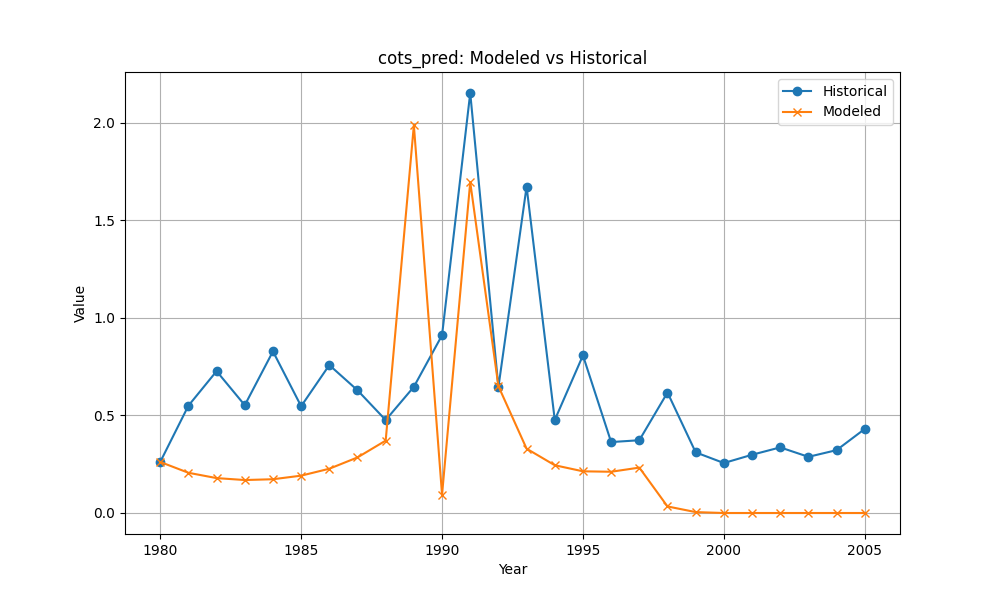 cots_pred: Modeled vs Historical
Historical
Modeled
Value
2.0
1.5
1.0
0.5
0.0
1980 1985 1990 1995 2000 2005
Year